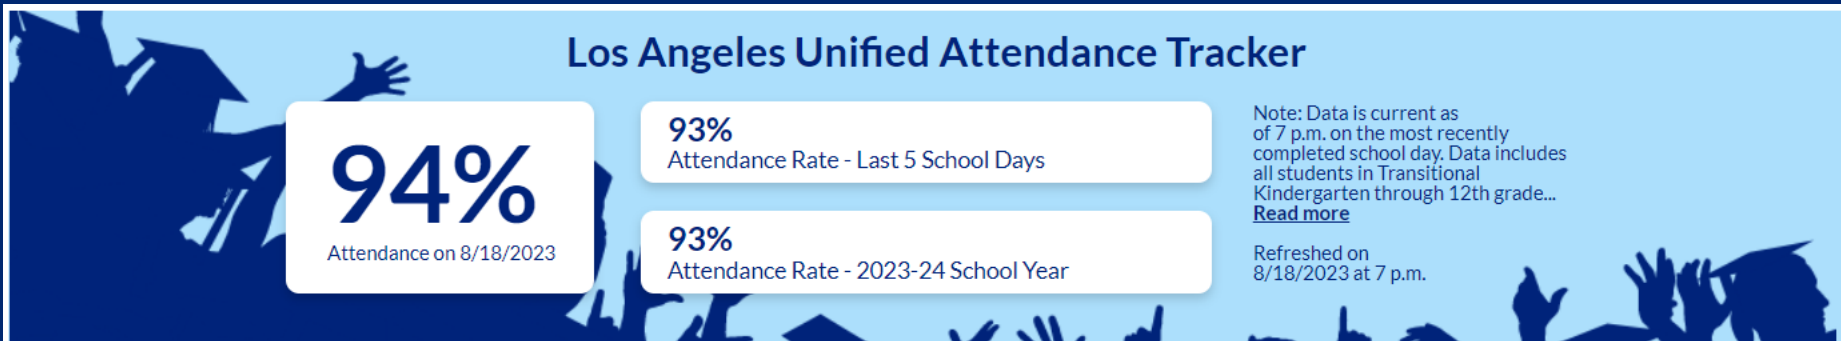 Los Angeles Unified Attendance Tracker
94%
Attendance on 8/18/2023
93%
Attendance Rate - Last 5 School Days
93%
Attendance Rate - 2023-24 School Year
Note: Data is current as
of 7 p.m. on the most recently
completed school day. Data includes
all students in Transitional
Kindergarten through 12th grade...
Read more
Refreshed on
8/18/2023 at 7 p.m.